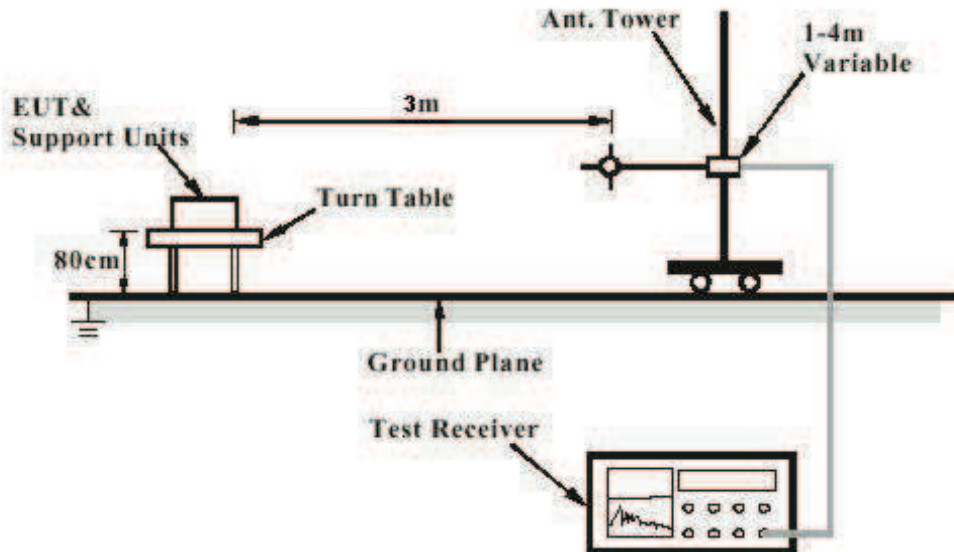 Ant. Tower
1-4m
Variable
EUT&
Support Units
3m
Turn Table
80cm
Ground Plane
Test Receiver